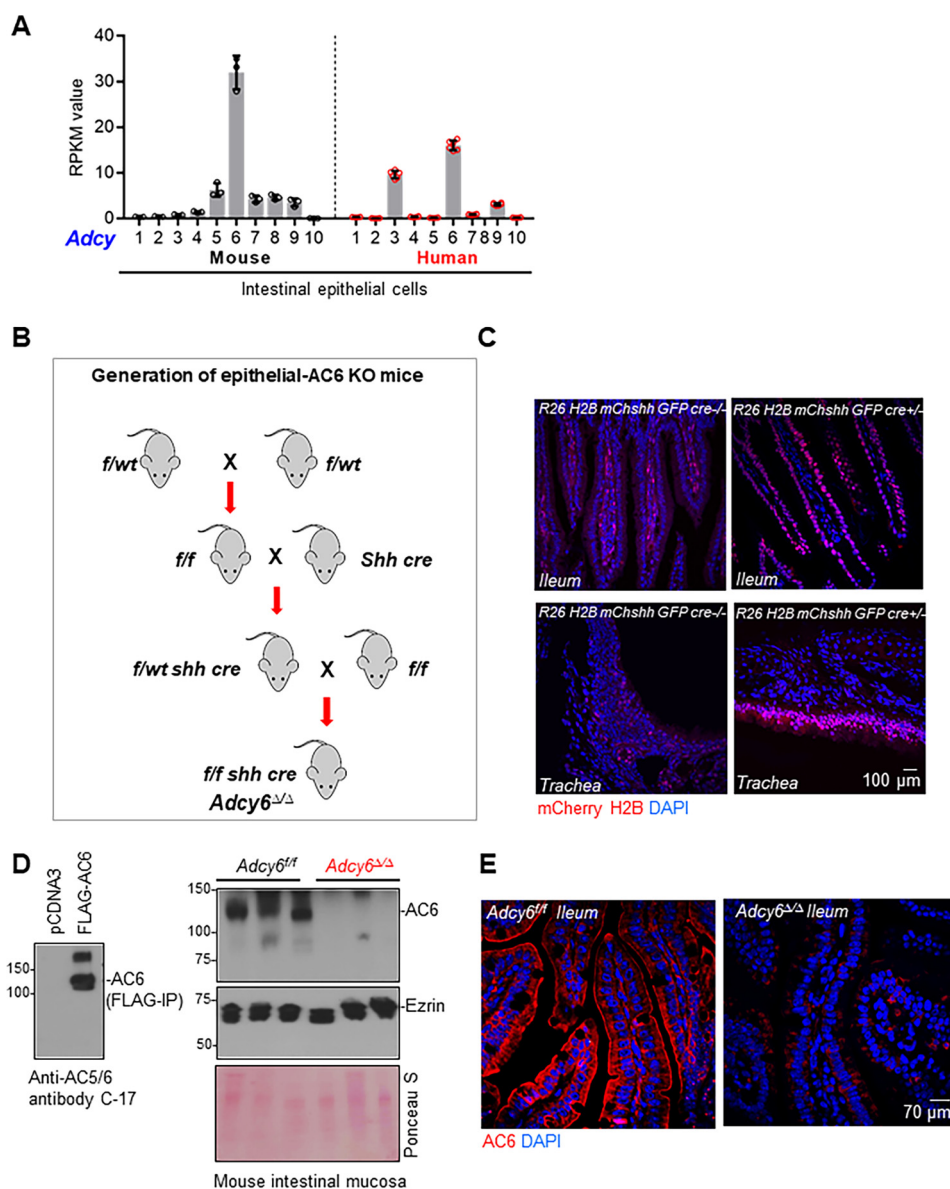 A
40
30
20
10
0
RPKM value
Adcy
1 2 3 4 5 6 7 8 9 10 1 2 3 4 5 6 7 8 9 10
Mouse Human
Intestinal epithelial cells
B
Generation of epithelial-AC6 KO mice
f/wt X f/wt
f/f X Shh cre
f/wt shh cre X f/f
f/f shh cre
Adcy6Δ/Δ
C
R26 H2B mChshh GFP cre-/-
Ileum
R26 H2B mChshh GFP cre+/-
Ileum
R26 H2B mChshh GFP cre-/-
Trachea
R26 H2B mChshh GFP cre+/-
Trachea
100 µm
mCherry H2B DAPI
D
pCDNA3
FLAG-AC6
150
100
-AC6
(FLAG-IP)
Anti-AC5/6
antibody C-17
Adcy6f/f Adcy6Δ/Δ
150
100
75
-AC6
75
50
-Ezrin
Ponceau S
Mouse intestinal mucosa
E
Adcy6f/f Ileum
Adcy6Δ/Δ Ileum
70 µm
AC6 DAPI